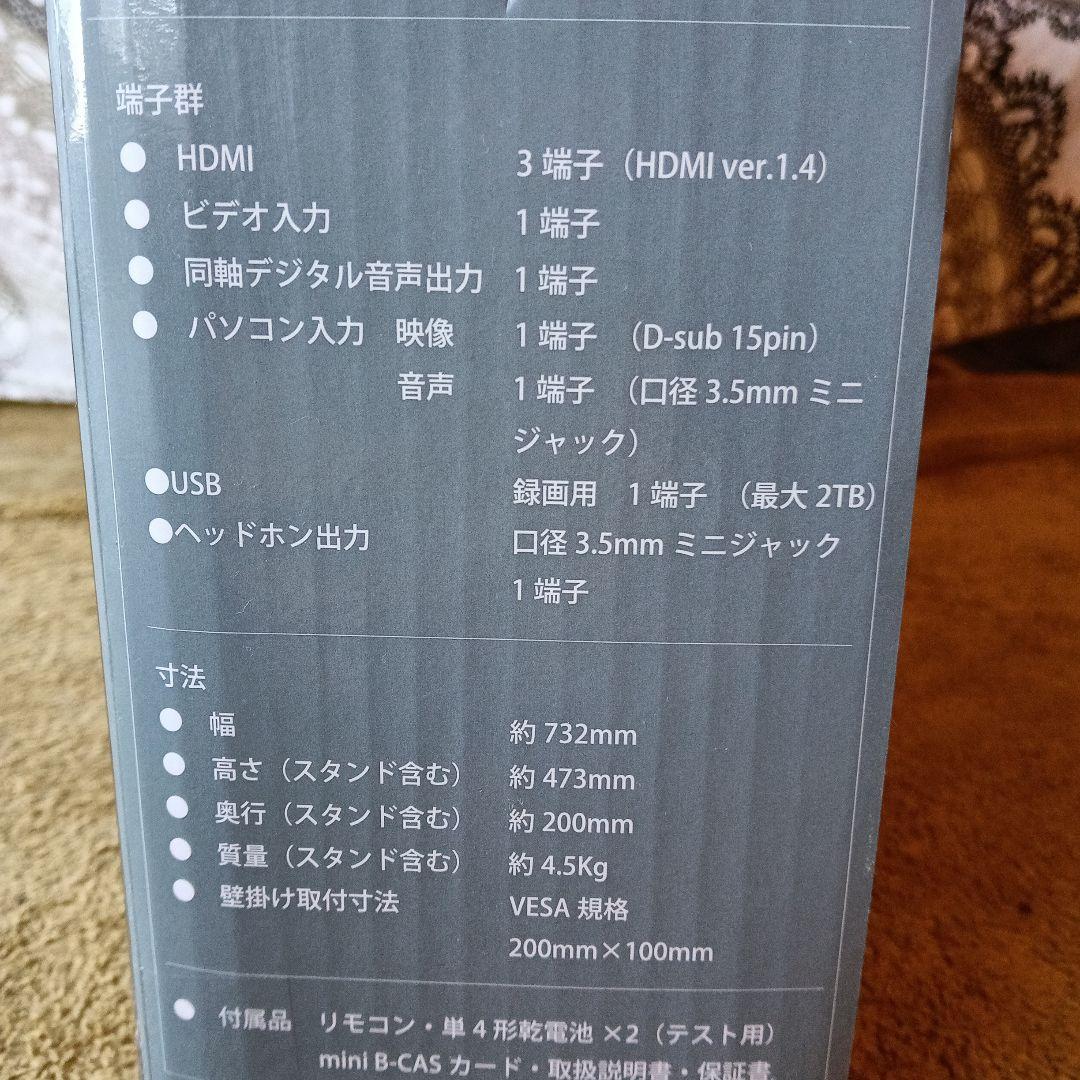 端子群
● HDMI 3 端子（HDMI ver.1.4）
● ビデオ入力 1 端子
● 同軸デジタル音声出力 1 端子
● パソコン入力 映像 1 端子 （D-sub 15pin）
音声 1 端子 （口径 3.5mm ミニ
ジャック）
●USB 録画用 1 端子 （最大 2TB）
●ヘッドホン出力 口径 3.5mm ミニジャック
1 端子
寸法
● 幅 約 732mm
● 高さ（スタンド含む） 約 473mm
● 奥行（スタンド含む） 約 200mm
● 質量（スタンド含む） 約 4.5Kg
● 壁掛け取付寸法 VESA 規格
200mm×100mm
● 付属品 リモコン・単 4 形乾電池 ×2（テスト用）
mini B-CAS カード・取扱説明書・保証書